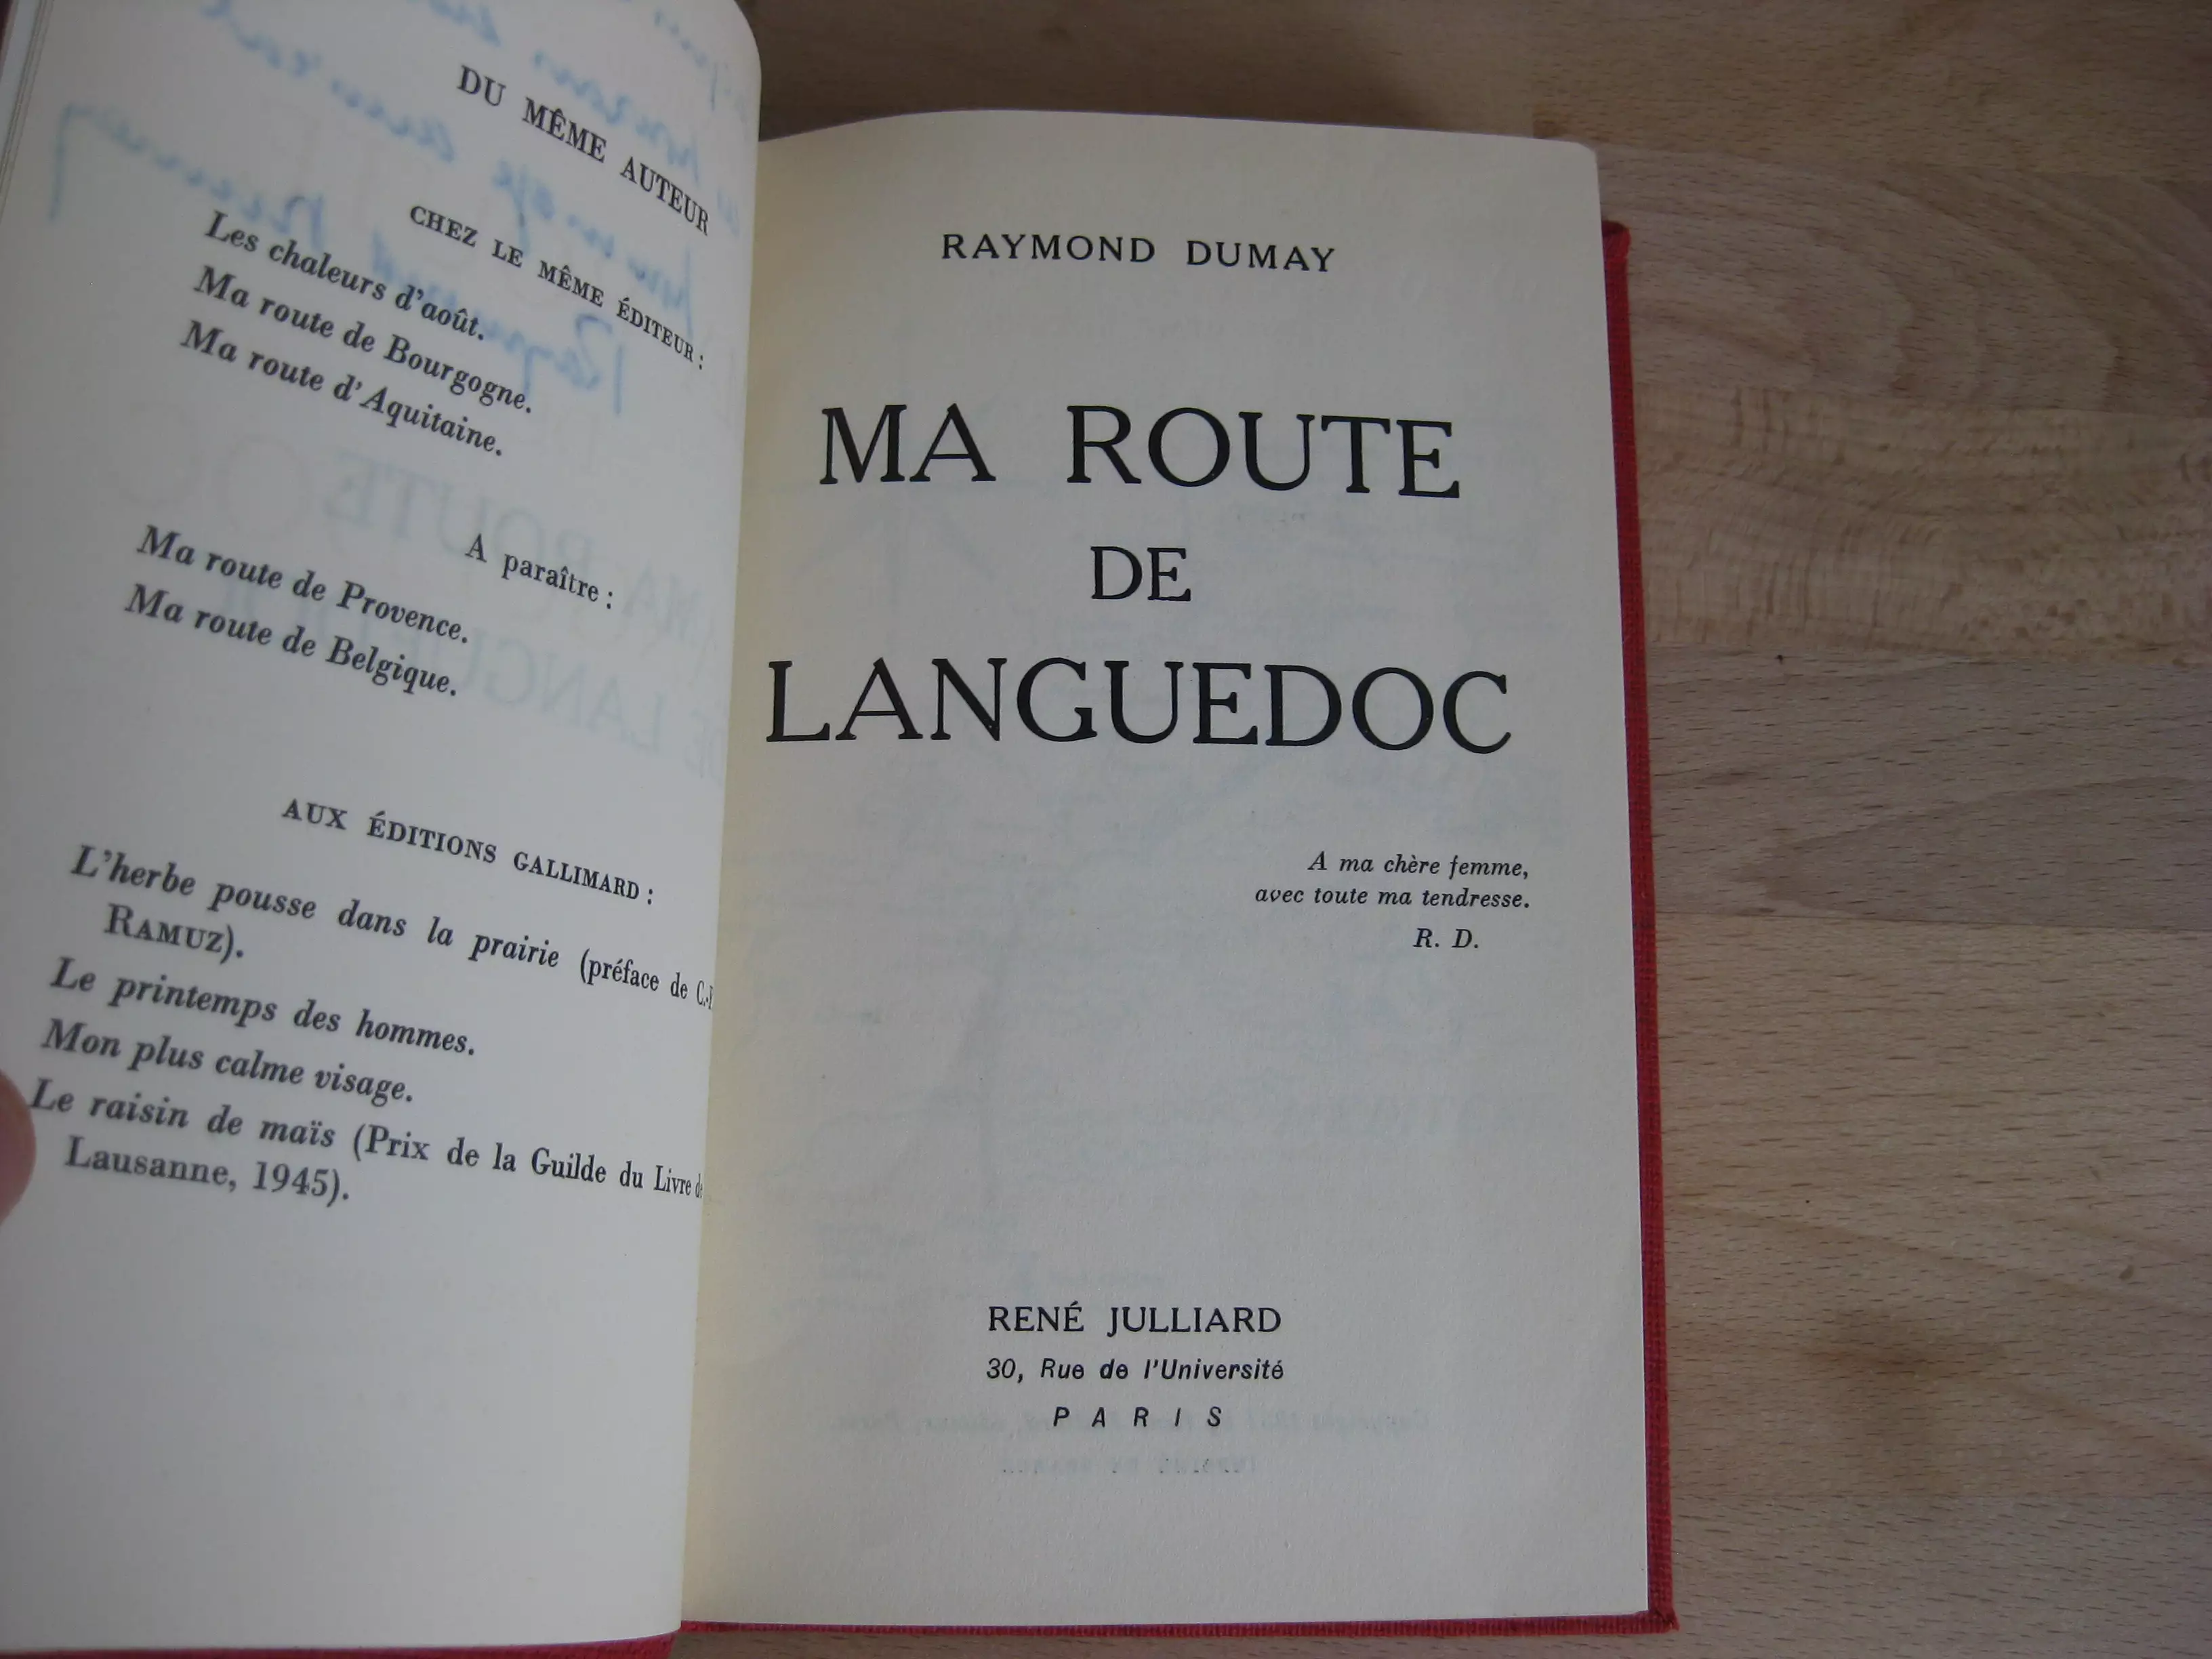 DU MÊME AUTEUR
CHEZ LE MÊME ÉDITEUR :
Les chaleurs d'août.
Ma route de Bourgogne.
Ma route d'Aquitaine.
A paraître :
Ma route de Provence.
Ma route de Belgique.
AUX ÉDITIONS GALLIMARD :
L'herbe pousse dans la prairie (préface de C.-
RAMUZ).
Le printemps des hommes.
Mon plus calme visage.
Le raisin de maïs (Prix de la Guilde du Livre de
Lausanne, 1945).
RAYMOND DUMAY
MA ROUTE
DE
LANGUEDOC
A ma chère femme,
avec toute ma tendresse.
R. D.
RENÉ JULLIARD
30, Rue de l'Université
PARIS